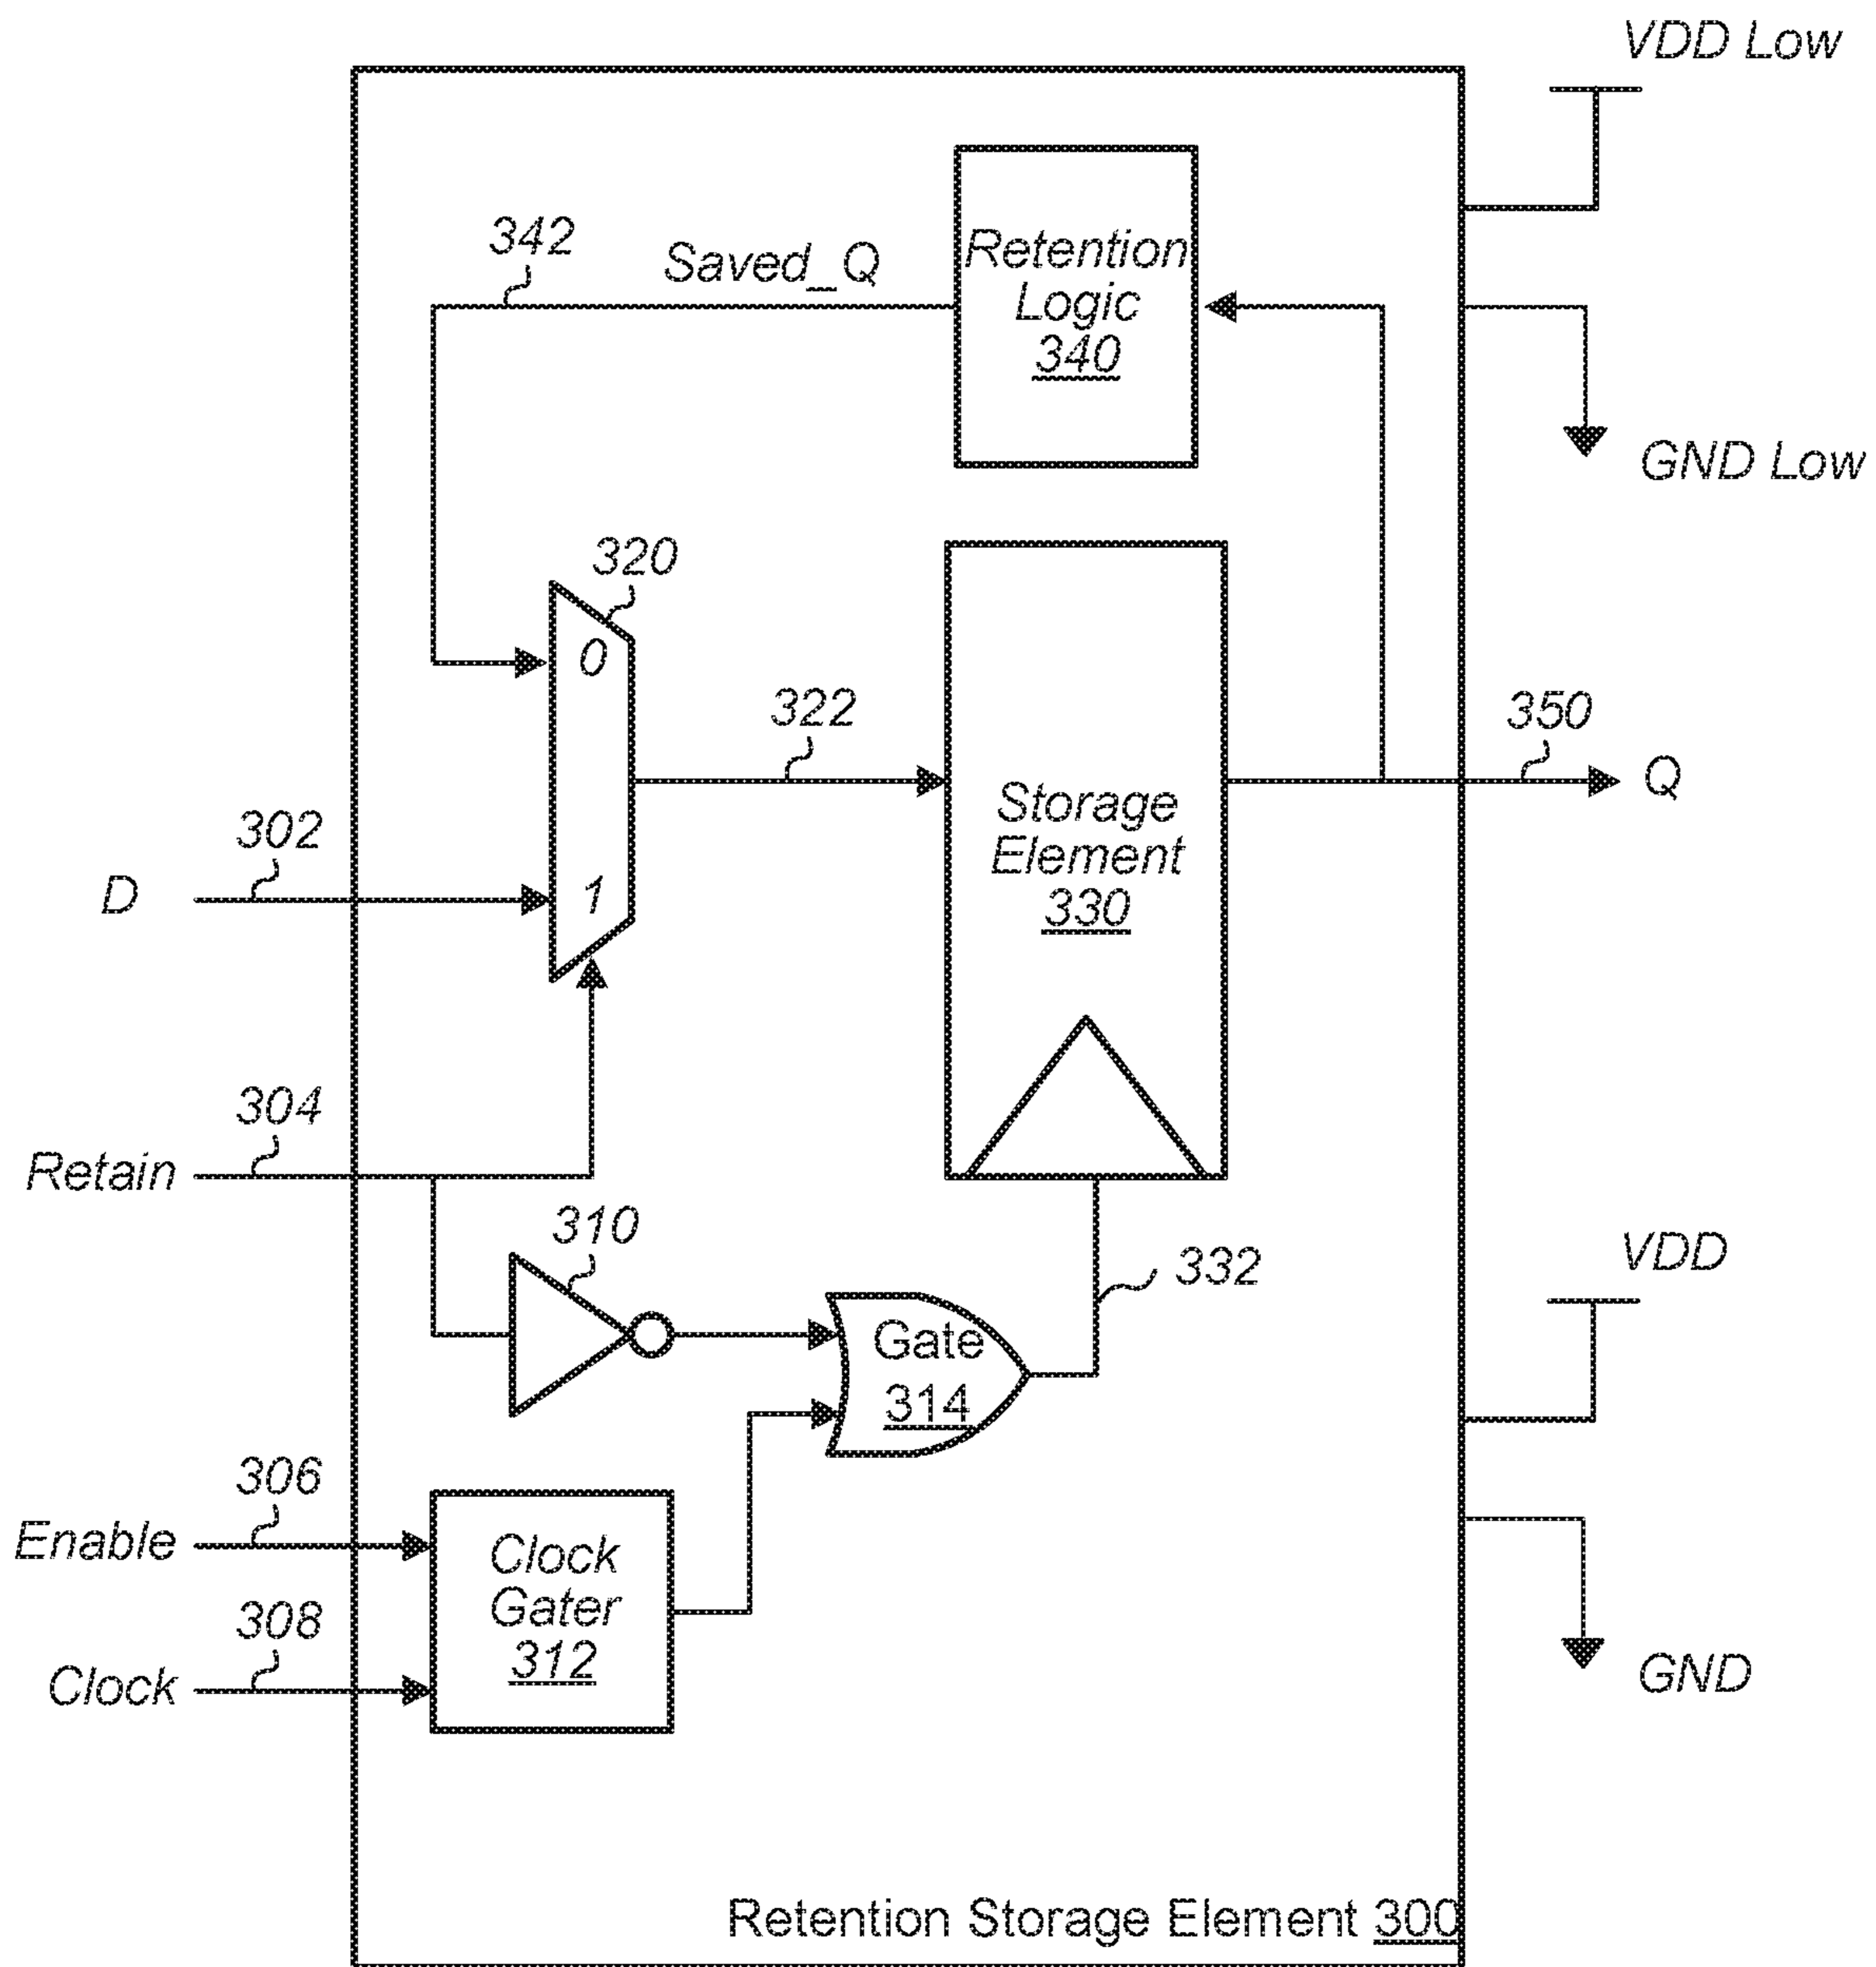 VDD Low
342
Saved_Q
Retention
Logic
340
GND Low
320
0
322
350
Storage
Element
330
Q
302
D
1
304
Retain
310
332
VDD
Gate
314
306
Enable
Clock
Gater
312
308
Clock
GND
Retention Storage Element 300